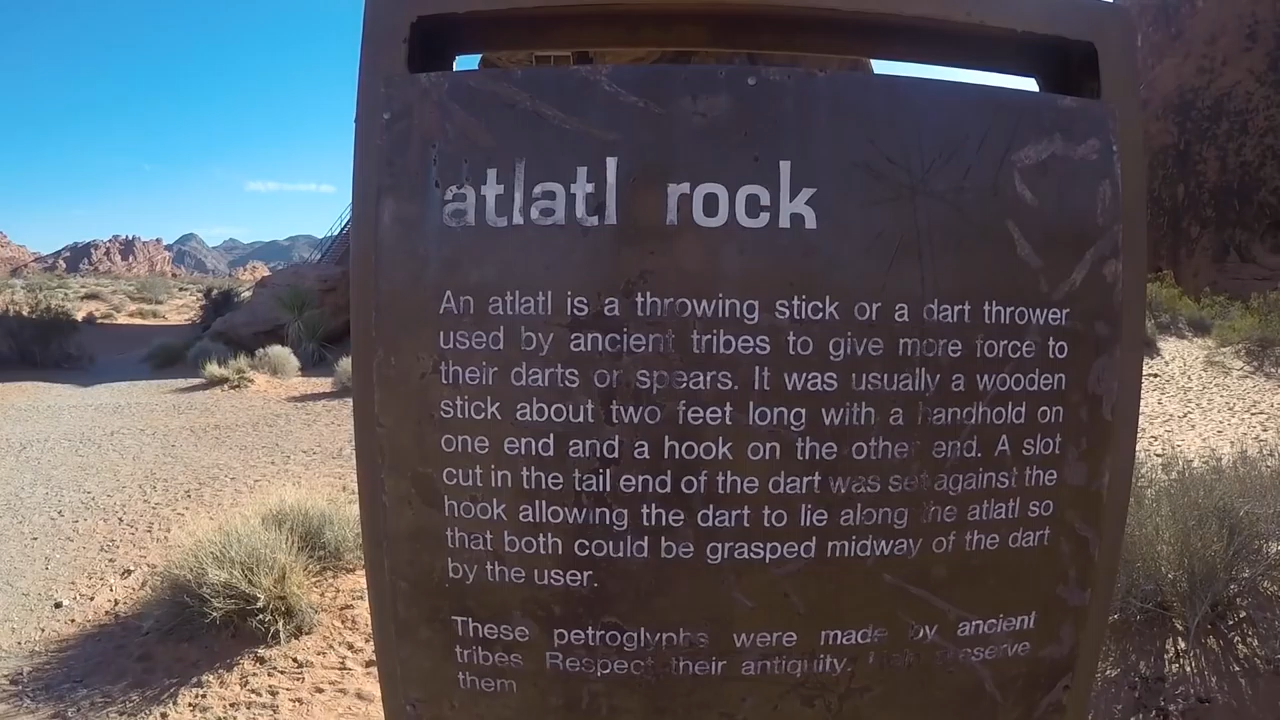 atlatl rock
An atlatl is a throwing stick or a dart thrower
used by ancient tribes to give more force to
their darts or spears. It was usually a wooden
stick about two feet long with a handhold on
one end and a hook on the other end. A slot
cut in the tail end of the dart was set against the
hook allowing the dart to lie along the atlatl so
that both could be grasped midway of the dart
by the user.
These petroglyphs were made by ancient
tribes Respect their antiquity. Help preserve
them